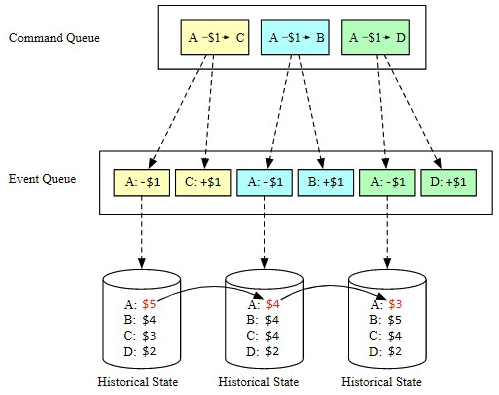 Command Queue
A -$1→ C
A -$1→ B
A -$1→ D
Event Queue
A: -$1
C: +$1
A: -$1
B: +$1
A: -$1
D: +$1
A: $5
B: $4
C: $3
D: $2
A: $4
B: $4
C: $4
D: $2
A: $3
B: $5
C: $4
D: $2
Historical State
Historical State
Historical State